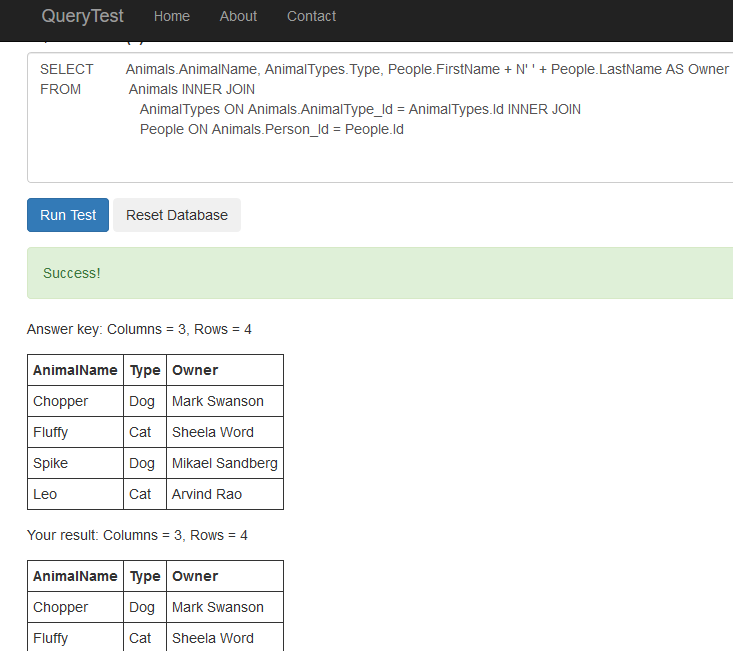 QueryTest Home About Contact
SELECT Animals.AnimalName, AnimalTypes.Type, People.FirstName + N' ' + People.LastName AS Owner
FROM Animals INNER JOIN
AnimalTypes ON Animals.AnimalType_Id = AnimalTypes.Id INNER JOIN
People ON Animals.Person_Id = People.Id
Run Test Reset Database
Success!
Answer key: Columns = 3, Rows = 4
AnimalName Type Owner
Chopper Dog Mark Swanson
Fluffy Cat Sheela Word
Spike Dog Mikael Sandberg
Leo Cat Arvind Rao
Your result: Columns = 3, Rows = 4
AnimalName Type Owner
Chopper Dog Mark Swanson
Fluffy Cat Sheela Word